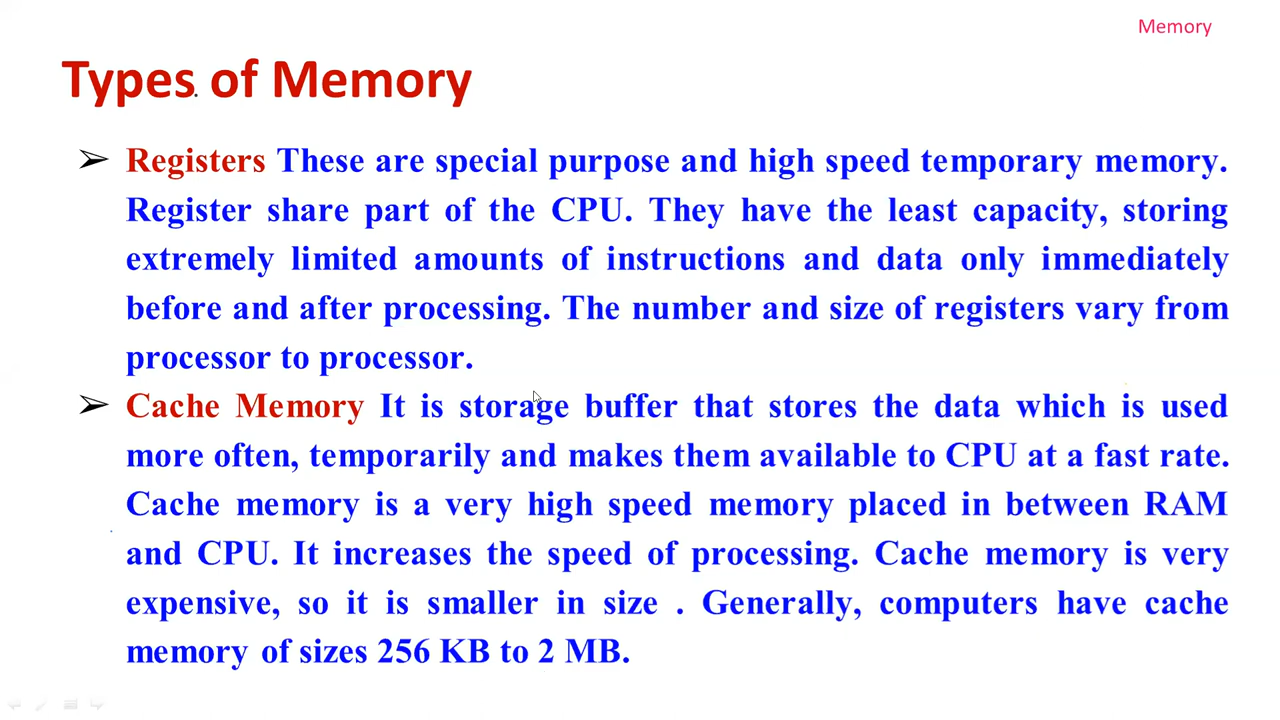 Memory
Types of Memory
➢ Registers These are special purpose and high speed temporary memory.
Register share part of the CPU. They have the least capacity, storing
extremely limited amounts of instructions and data only immediately
before and after processing. The number and size of registers vary from
processor to processor.
➢ Cache Memory It is storage buffer that stores the data which is used
more often, temporarily and makes them available to CPU at a fast rate.
Cache memory is a very high speed memory placed in between RAM
and CPU. It increases the speed of processing. Cache memory is very
expensive, so it is smaller in size . Generally, computers have cache
memory of sizes 256 KB to 2 MB.